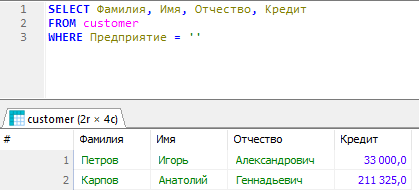 1 SELECT Фамилия, Имя, Отчество, Кредит
2 FROM customer
3 WHERE Предприятие = ''
customer (2r × 4c)
# Фамилия Имя Отчество Кредит
1 Петров Игорь Александрович 33 000,0
2 Карпов Анатолий Геннадьевич 211 325,0